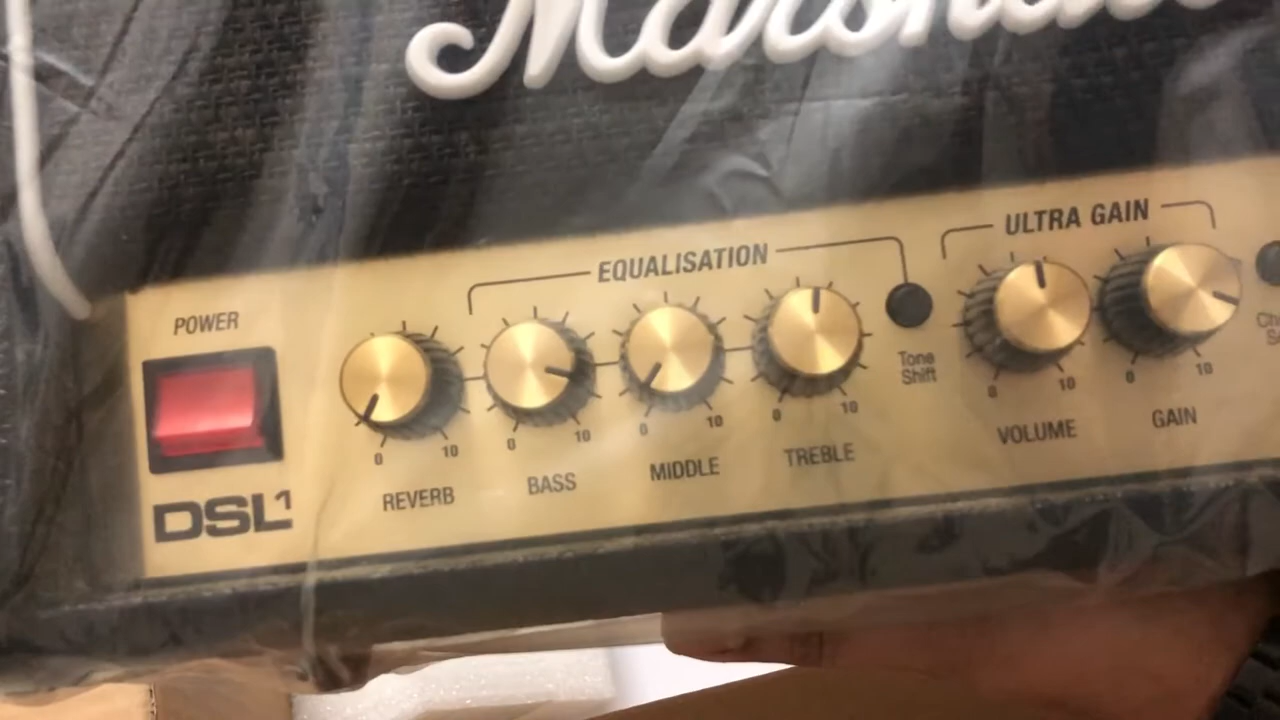 Marshall
POWER
EQUALISATION
ULTRA GAIN
Tone
Shift
0 10
0 10
0 10
0 10
0 10
0 10
REVERB
BASS
MIDDLE
TREBLE
VOLUME
GAIN
DSL1